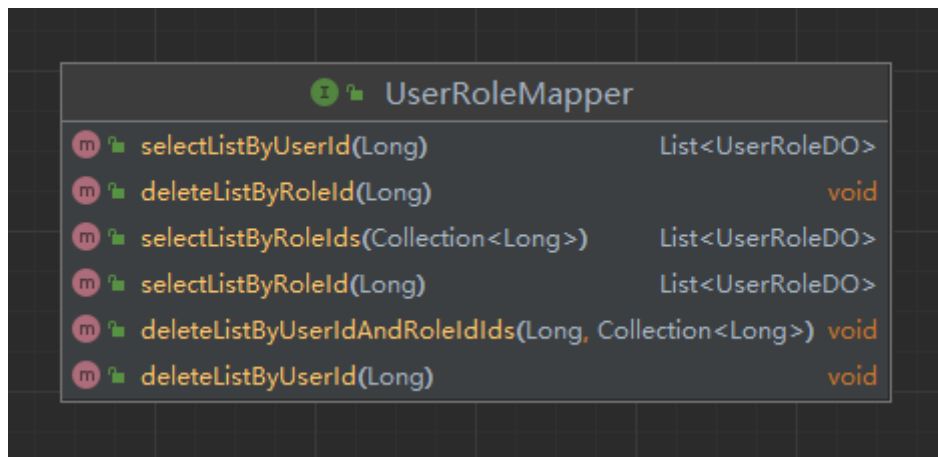 UserRoleMapper
selectListByUserId(Long) List<UserRoleDO>
deleteListByRoleId(Long) void
selectListByRoleIds(Collection<Long>) List<UserRoleDO>
selectListByRoleId(Long) List<UserRoleDO>
deleteListByUserIdAndRoleIdIds(Long, Collection<Long>) void
deleteListByUserId(Long) void